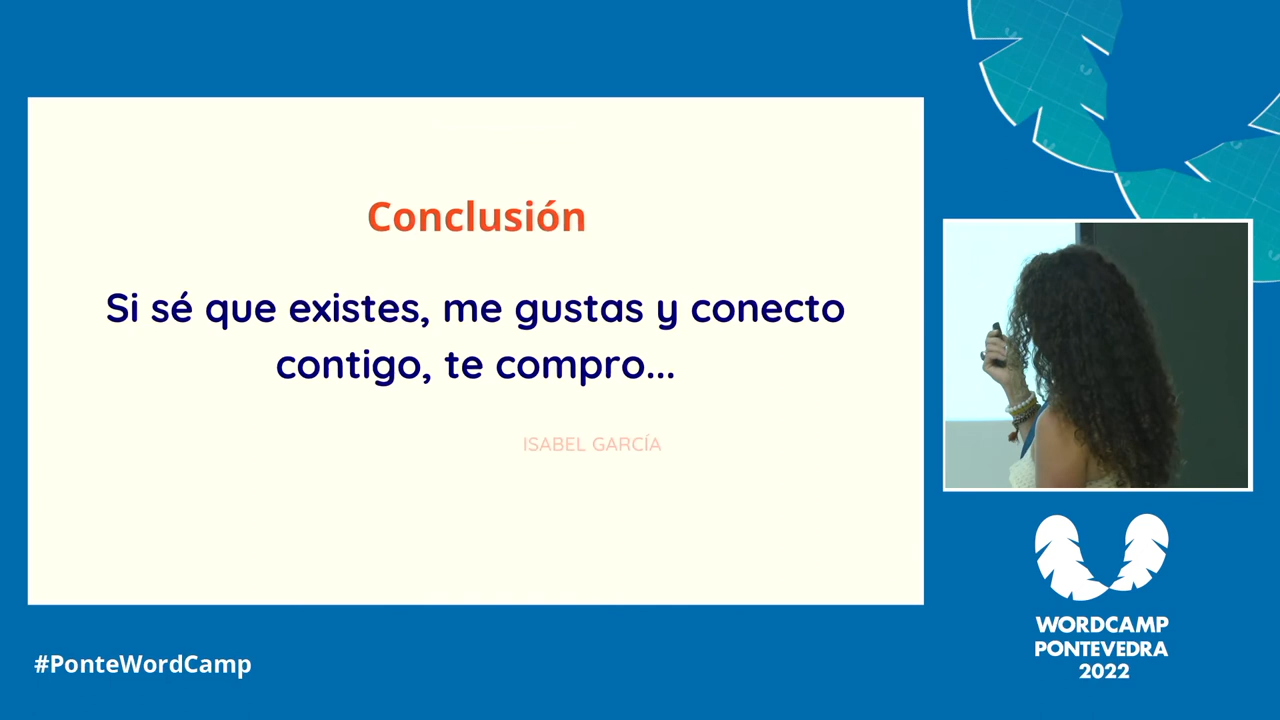 Conclusión
Si sé que existes, me gustas y conecto
contigo, te compro...
ISABEL GARCÍA
#PonteWordCamp
WORDCAMP
PONTEVEDRA
2022